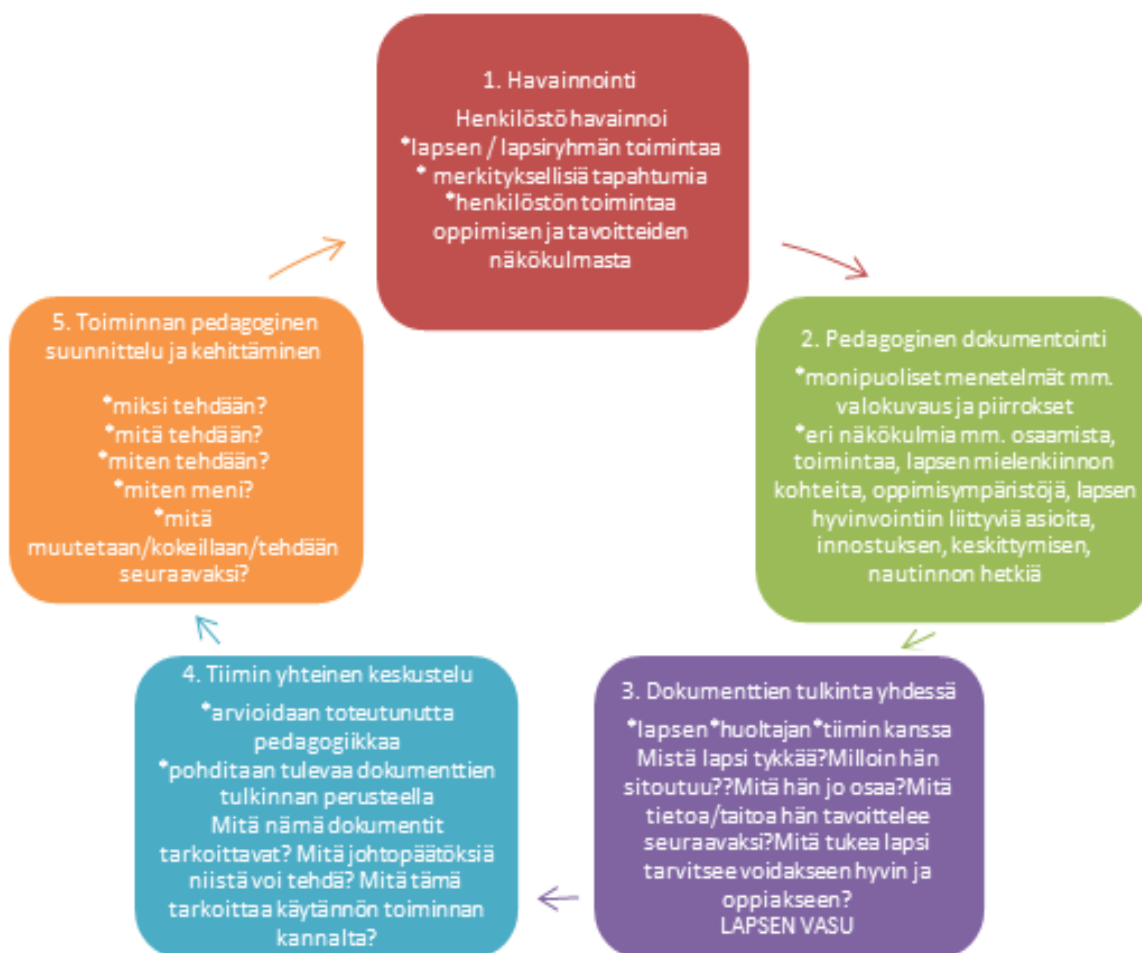 1. Havainnointi
Henkilöstö havainnoi
*lapsen / lapsiryhmän toimintaa
* merkityksellisiä tapahtumia
*henkilöstön toimintaa
oppimisen ja tavoitteiden
näkökulmasta
2. Pedagoginen dokumentointi
*monipuoliset menetelmät mm.
valokuvaus ja piirrokset
*eri näkökulmia mm. osaamista,
toimintaa, lapsen mielenkiinnon
kohteita, oppimisympäristöjä, lapsen
hyvinvointiin liittyviä asioita,
innostuksen, keskittymisen,
nautinnon hetkiä
3. Dokumenttien tulkinta yhdessä
*lapsen*huoltajan*tiimin kanssa
Mistä lapsi tykkää?Milloin hän
sitoutuu??Mitä hän jo osaa?Mitä
tietoa/taitoa hän tavoittelee
seuraavaksi?Mitä tukea lapsi
tarvitsee voidakseen hyvin ja
oppiakseen?
LAPSEN VASU
4. Tiimin yhteinen keskustelu
*arvioidaan toteutunutta
pedagogiikkaa
*pohditaan tulevaa dokumenttien
tulkinnan perusteella
Mitä nämä dokumentit
tarkoittavat? Mitä johtopäätöksiä
niistä voi tehdä? Mitä tämä
tarkoittaa käytännön toiminnan
kannalta?
5. Toiminnan pedagoginen
suunnittelu ja kehittäminen
*miksi tehdään?
*mitä tehdään?
*miten tehdään?
*miten meni?
*mitä
muutetaan/kokeillaan/tehdään
seuraavaksi?